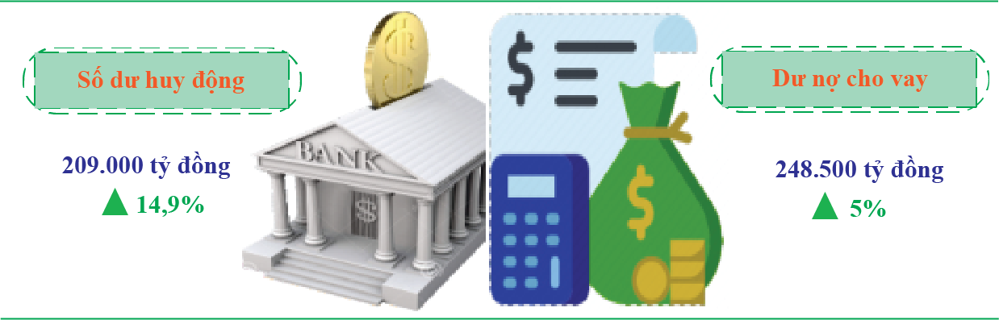 Số dư huy động
209.000 tỷ đồng
▲ 14,9%
BANK
$
$
$
$
Dư nợ cho vay
248.500 tỷ đồng
▲ 5%